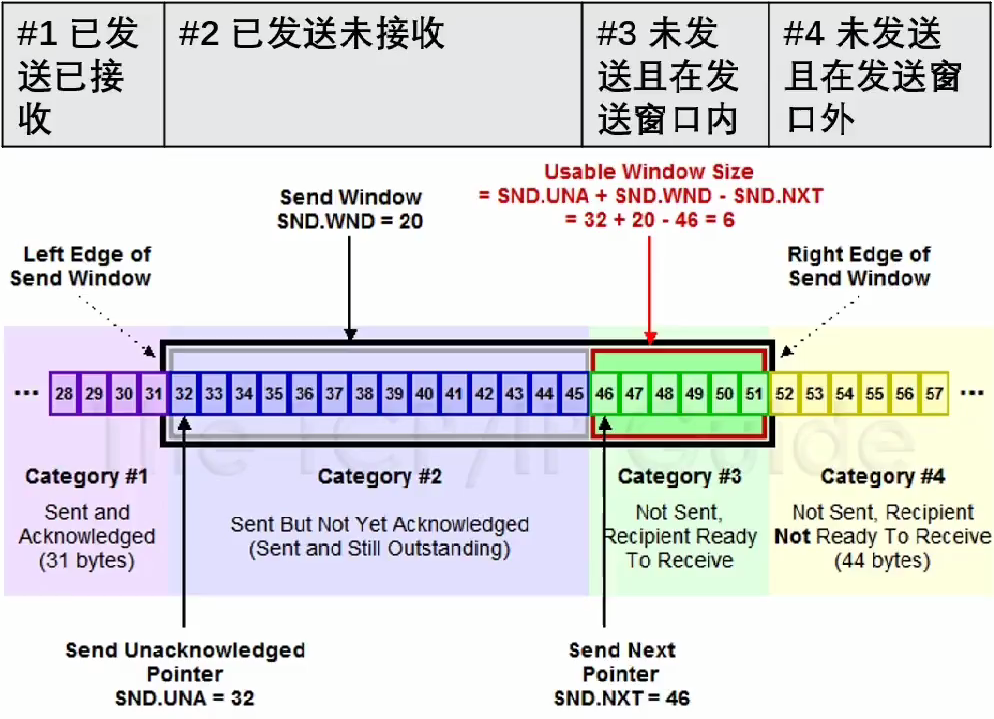 #1 已发
送已接
收
#2 已发送未接收
#3 未发
送且在发
送窗口内
#4 未发送
且在发送窗
口外
Usable Window Size
= SND.UNA + SND.WND - SND.NXT
= 32 + 20 - 46 = 6
Send Window
SND.WND = 20
Left Edge of
Send Window
Right Edge of
Send Window
... 28 29 30 31 32 33 34 35 36 37 38 39 40 41 42 43 44 45 46 47 48 49 50 51 52 53 54 55 56 57 ...
The TCP/IP Guide
Category #1
Sent and
Acknowledged
(31 bytes)
Category #2
Sent But Not Yet Acknowledged
(Sent and Still Outstanding)
Category #3
Not Sent,
Recipient Ready
To Receive
Category #4
Not Sent, Recipient
Not Ready To Receive
(44 bytes)
Send Unacknowledged
Pointer
SND.UNA = 32
Send Next
Pointer
SND.NXT = 46